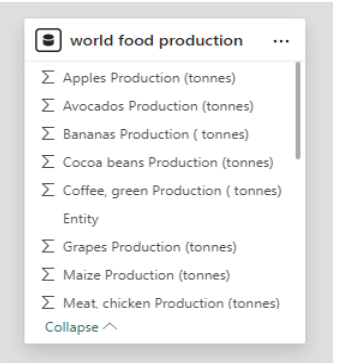 world food production ...
Σ Apples Production (tonnes)
Σ Avocados Production (tonnes)
Σ Bananas Production ( tonnes)
Σ Cocoa beans Production (tonnes)
Σ Coffee, green Production ( tonnes)
Entity
Σ Grapes Production (tonnes)
Σ Maize Production (tonnes)
Σ Meat, chicken Production (tonnes)
Collapse